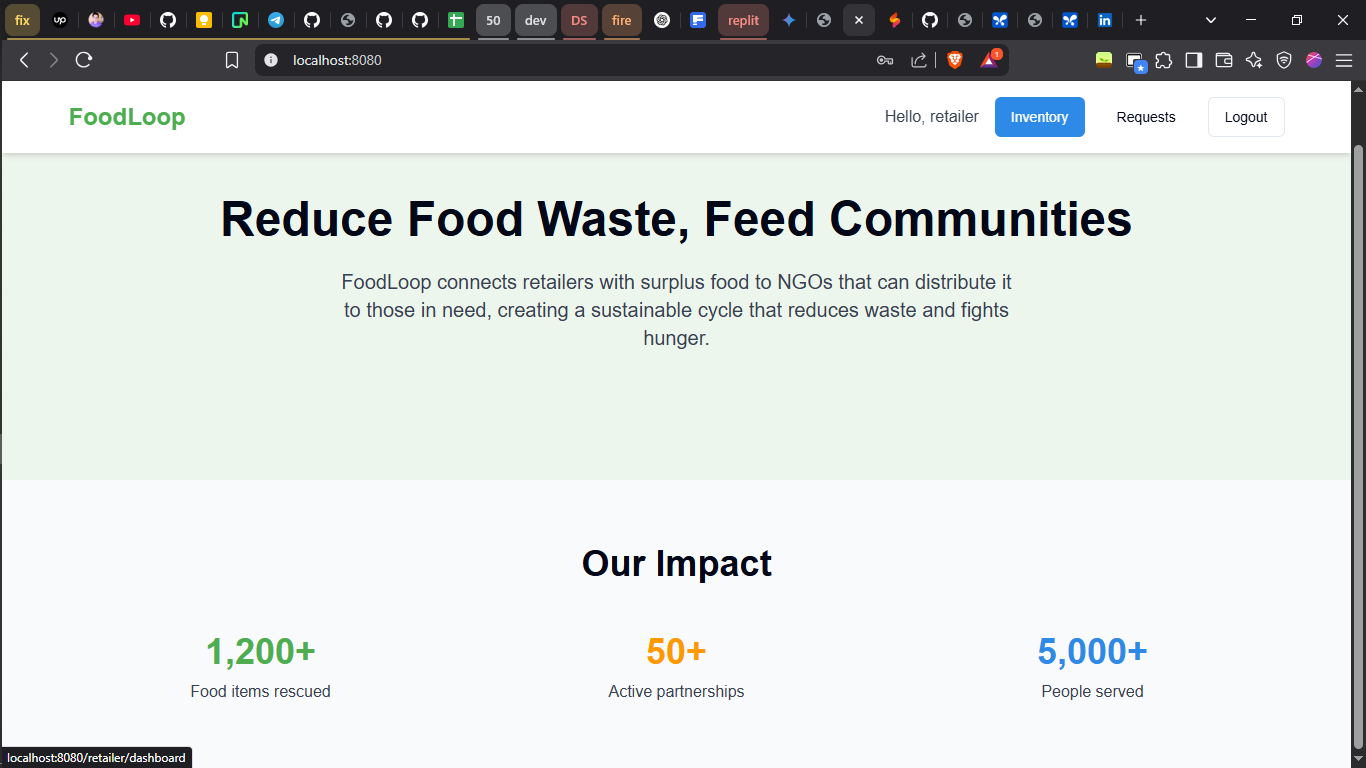 fix
up
50
dev
DS
fire
replit
localhost:8080
1
FoodLoop
Hello, retailer
Inventory
Requests
Logout
Reduce Food Waste, Feed Communities
FoodLoop connects retailers with surplus food to NGOs that can distribute it
to those in need, creating a sustainable cycle that reduces waste and fights
hunger.
Our Impact
1,200+
50+
5,000+
Food items rescued
Active partnerships
People served
localhost:8080/retailer/dashboard